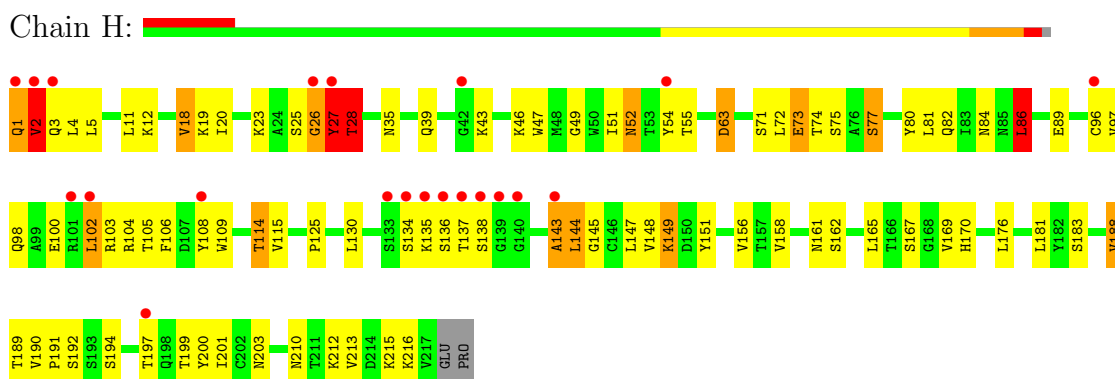 Chain H:
Q1 V2 Q3 L4 L5 L11 K12 V18 K19 I20 K23 A24 S25 G26 Y27 T28 N35 Q39 G42 K43 K46 W47 M48 G49 W50 I51 N52 T53 Y54 T55 D63 S71 L72 E73 T74 S75 A76 S77 Y80 L81 Q82 I83 N84 N85 L86 E89 C96 V97
Q98 A99 E100 R101 L102 R103 R104 T105 F106 D107 Y108 W109 T114 V115 P125 L130 S133 S134 K135 S136 T137 S138 G139 G140 A143 L144 G145 C146 L147 V148 K149 D150 Y151 V156 T157 V158 N161 S162 L165 T166 S167 G168 V169 H170 L176 L181 Y182 S183 V188
T189 V190 P191 S192 S193 S194 T197 Q198 T199 Y200 I201 C202 N203 N210 T211 K212 V213 D214 K215 K216 V217 GLU PRO